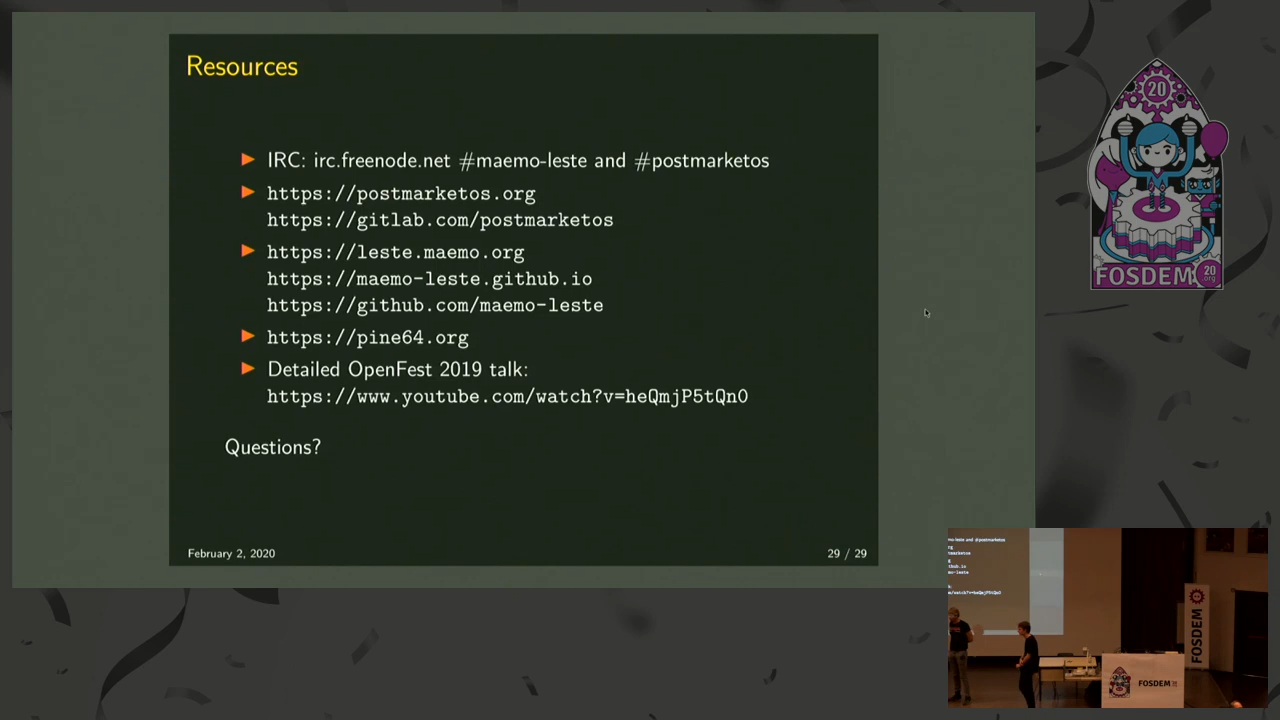 Resources
IRC: irc.freenode.net #maemo-leste and #postmarketos
https://postmarketos.org
https://gitlab.com/postmarketos
https://leste.maemo.org
https://maemo-leste.github.io
https://github.com/maemo-leste
https://pine64.org
Detailed OpenFest 2019 talk:
https://www.youtube.com/watch?v=heQmjP5tQn0
Questions?
February 2, 2020
29 / 29
20
FOSDEM 20
.org
FOSDEM
FOSDEM